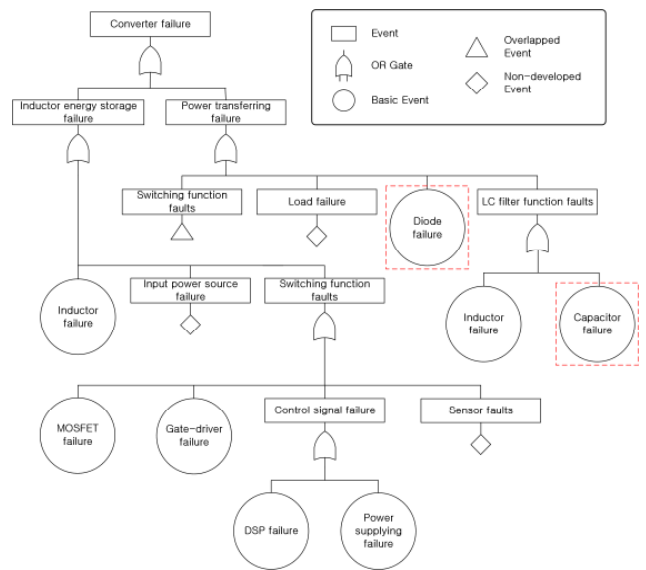 Converter failure
Event
OR Gate
Basic Event
Overlapped
Event
Non-developed
Event
Inductor energy storage
failure
Power transferring
failure
Switching function
faults
Load failure
Diode
failure
LC filter function faults
Inductor
failure
Input power source
failure
Switching function
faults
Inductor
failure
Capacitor
failure
MOSFET
failure
Gate-driver
failure
Control signal failure
Sensor faults
DSP failure
Power
supplying
failure